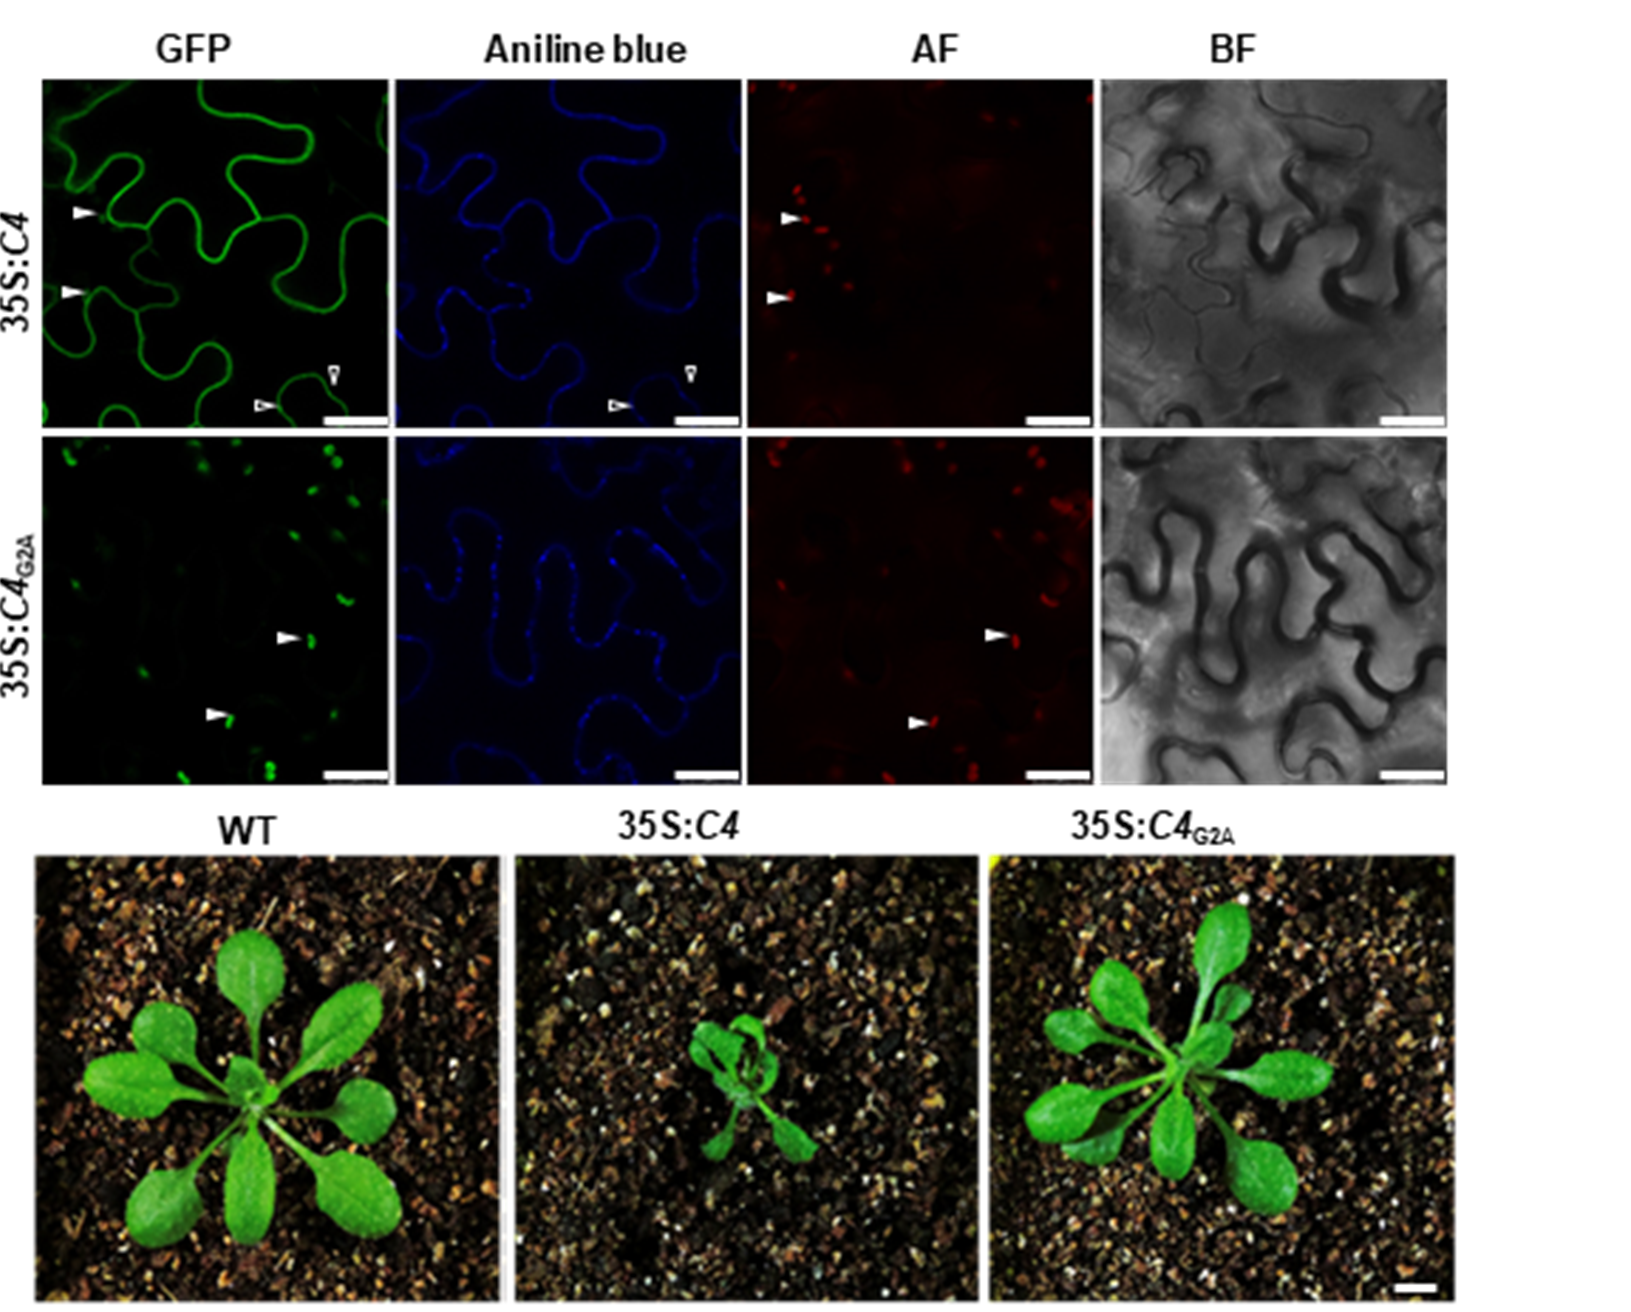 GFP Aniline blue AF BF
35S:C4
35S:C4G2A
WT 35S:C4 35S:C4G2A